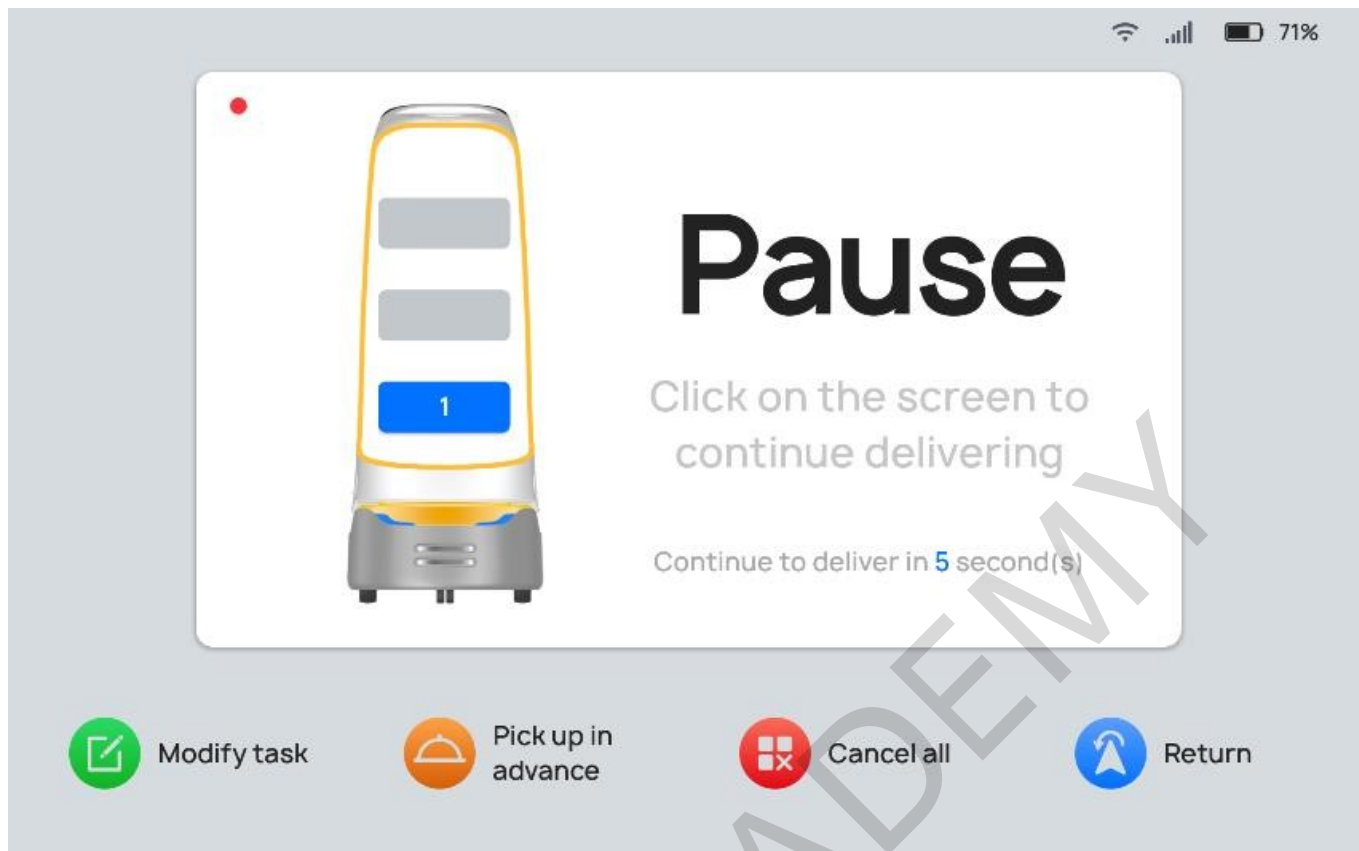 71%
1
Pause
Click on the screen to
continue delivering
Continue to deliver in 5 second(s)
Modify task
Pick up in
advance
Cancel all
Return
ADEMY